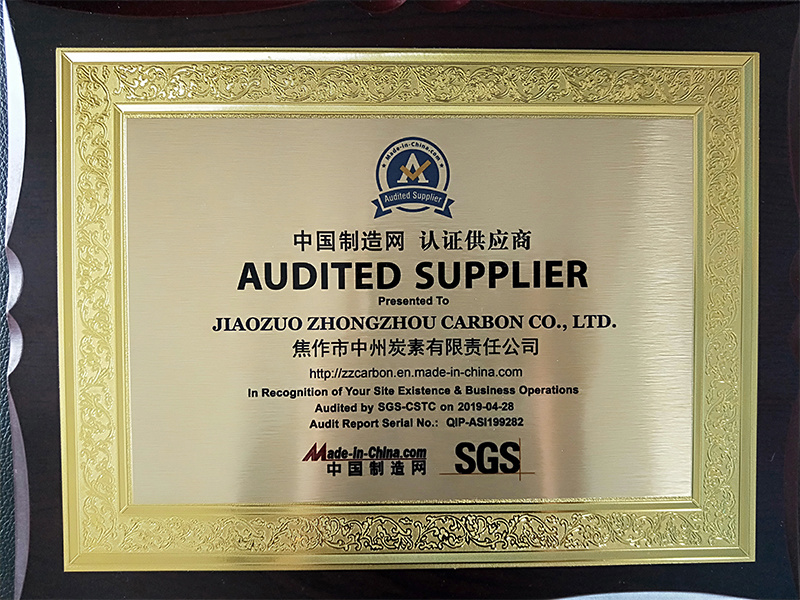 Made-in-China.com
A
Audited Supplier
中国制造网 认证供应商
AUDITED SUPPLIER
Presented To
JIAOZUO ZHONGZHOU CARBON CO., LTD.
焦作市中州炭素有限责任公司
http://zzcarbon.en.made-in-china.com
In Recognition of Your Site Existence & Business Operations
Audited by SGS-CSTC on 2019-04-28
Audit Report Serial No.: QIP-ASI199282
Made-in-China.com
中国制造网
SGS